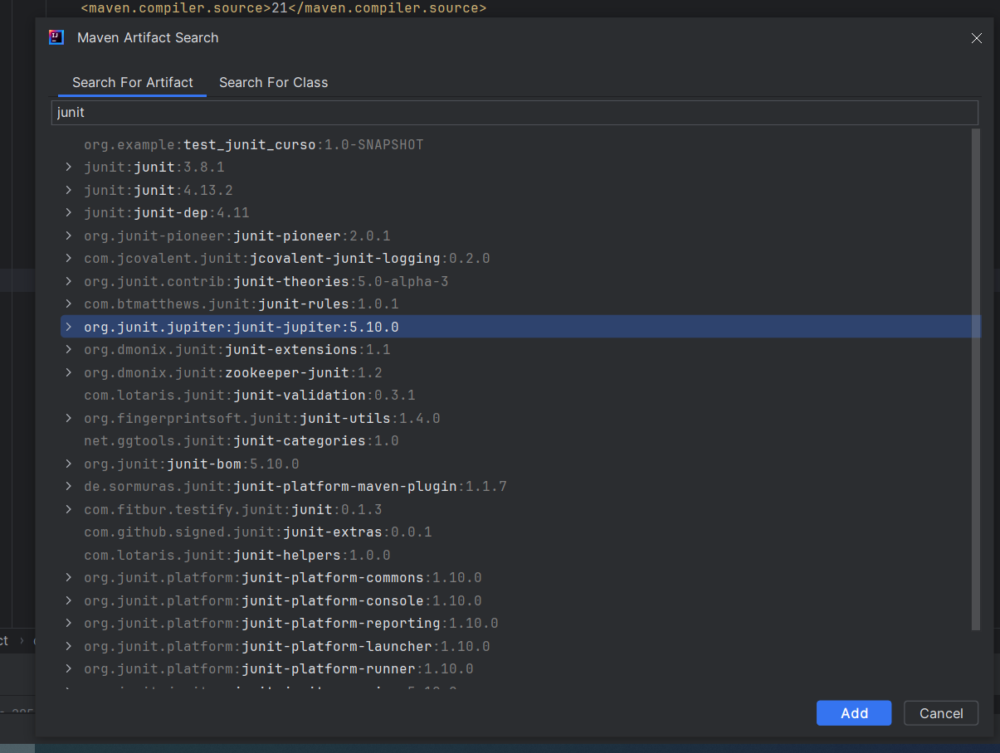 <maven.compiler.source>21</maven.compiler.source>
Maven Artifact Search
Search For Artifact Search For Class
junit
org.example:test_junit_curso:1.0-SNAPSHOT
junit:junit:3.8.1
junit:junit:4.13.2
junit:junit-dep:4.11
org.junit-pioneer:junit-pioneer:2.0.1
com.jcovalent.junit:jcovalent-junit-logging:0.2.0
org.junit.contrib:junit-theories:5.0-alpha-3
com.btmatthews.junit:junit-rules:1.0.1
org.junit.jupiter:junit-jupiter:5.10.0
org.dmonix.junit:junit-extensions:1.1
org.dmonix.junit:zookeeper-junit:1.2
com.lotaris.junit:junit-validation:0.3.1
org.fingerprintsoft.junit:junit-utils:1.4.0
net.ggtools.junit:junit-categories:1.0
org.junit:junit-bom:5.10.0
de.sormuras.junit:junit-platform-maven-plugin:1.1.7
com.fitbur.testify.junit:junit:0.1.3
com.github.signed.junit:junit-extras:0.0.1
com.lotaris.junit:junit-helpers:1.0.0
org.junit.platform:junit-platform-commons:1.10.0
org.junit.platform:junit-platform-console:1.10.0
org.junit.platform:junit-platform-reporting:1.10.0
org.junit.platform:junit-platform-launcher:1.10.0
org.junit.platform:junit-platform-runner:1.10.0
Add Cancel